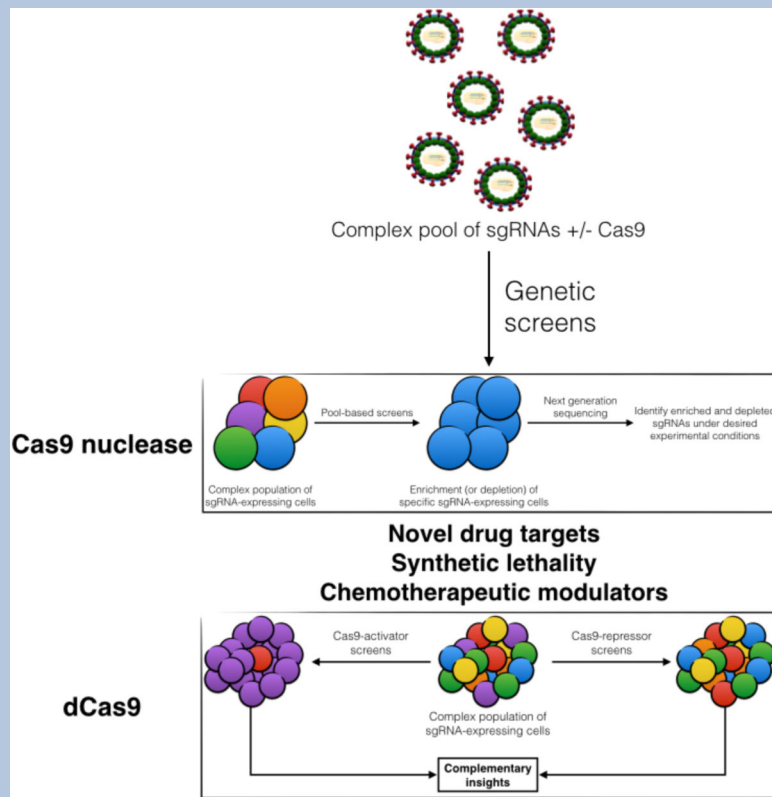 Complex pool of sgRNAs +/- Cas9
Genetic
screens
Cas9 nuclease
Pool-based screens
Next generation
sequencing
Identify enriched and depleted
sgRNAs under desired
experimental conditions
Complex population of
sgRNA-expressing cells
Enrichment (or depletion) of
specific sgRNA-expressing cells
Novel drug targets
Synthetic lethality
Chemotherapeutic modulators
dCas9
Cas9-activator
screens
Cas9-repressor
screens
Complex population of
sgRNA-expressing cells
Complementary
insights